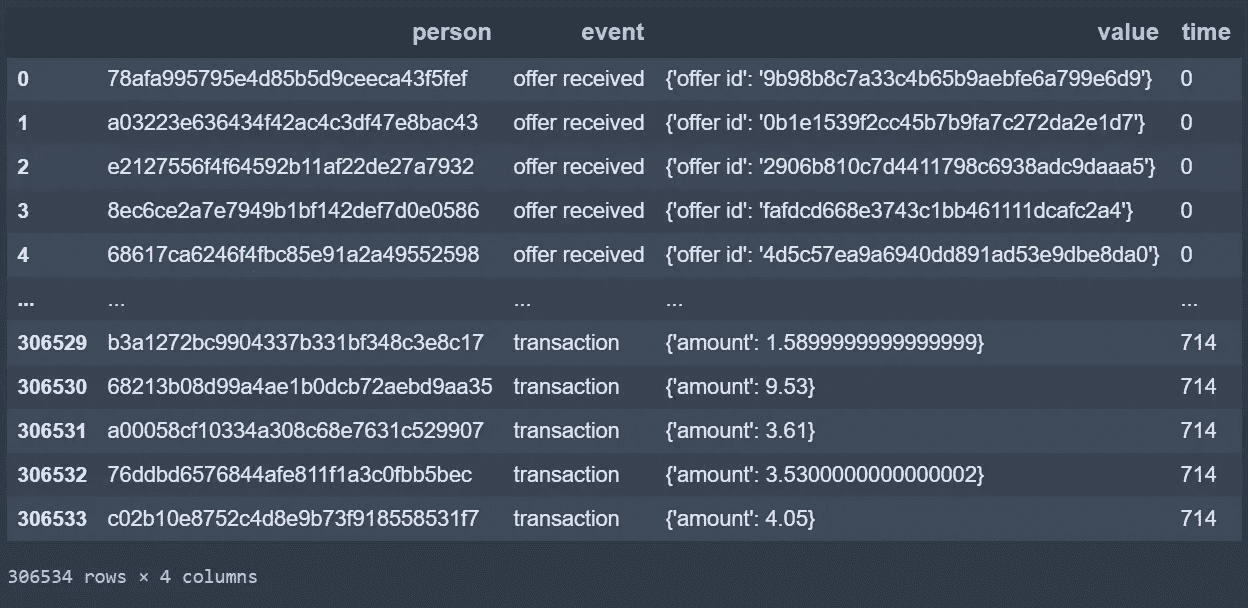 person event value time
0 78afa995795e4d85b5d9ceeca43f5fef offer received {'offer id': '9b98b8c7a33c4b65b9aebfe6a799e6d9'} 0
1 a03223e636434f42ac4c3df47e8bac43 offer received {'offer id': '0b1e1539f2cc45b7b9fa7c272da2e1d7'} 0
2 e2127556f4f64592b11af22de27a7932 offer received {'offer id': '2906b810c7d4411798c6938adc9daaa5'} 0
3 8ec6ce2a7e7949b1bf142def7d0e0586 offer received {'offer id': 'fafdcd668e3743c1bb461111dcafc2a4'} 0
4 68617ca6246f4fbc85e91a2a49552598 offer received {'offer id': '4d5c57ea9a6940dd891ad53e9dbe8da0'} 0
... ... ... ... ...
306529 b3a1272bc9904337b331bf348c3e8c17 transaction {'amount': 1.5899999999999999} 714
306530 68213b08d99a4ae1b0dcb72aebd9aa35 transaction {'amount': 9.53} 714
306531 a00058cf10334a308c68e7631c529907 transaction {'amount': 3.61} 714
306532 76ddbd6576844afe811f1a3c0fbb5bec transaction {'amount': 3.5300000000000002} 714
306533 c02b10e8752c4d8e9b73f918558531f7 transaction {'amount': 4.05} 714
306534 rows × 4 columns